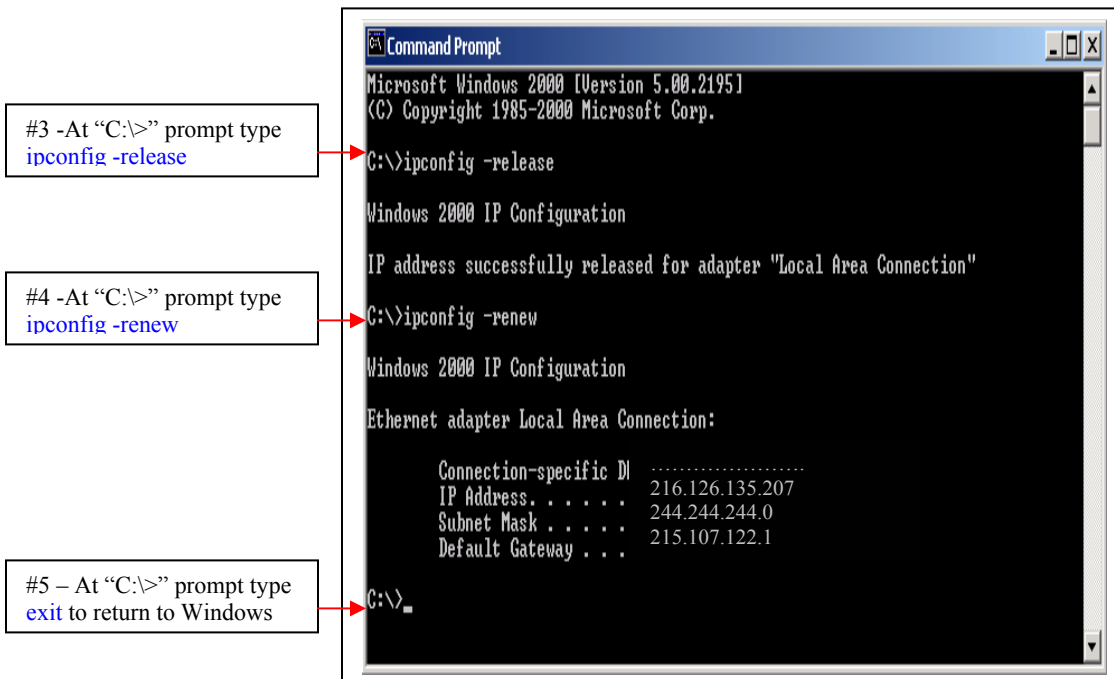 Command Prompt
Microsoft Windows 2000 [Version 5.00.2195]
(C) Copyright 1985-2000 Microsoft Corp.
#3 -At “C:\>” prompt type
ipconfig -release
C:\>ipconfig -release
Windows 2000 IP Configuration
IP address successfully released for adapter "Local Area Connection"
#4 -At “C:\>” prompt type
ipconfig -renew
C:\>ipconfig -renew
Windows 2000 IP Configuration
Ethernet adapter Local Area Connection:
Connection-specific D ......................
IP Address. . . . . . 216.126.135.207
Subnet Mask . . . . . 244.244.244.0
Default Gateway . . . 215.107.122.1
#5 – At “C:\>” prompt type
exit to return to Windows
C:\>_